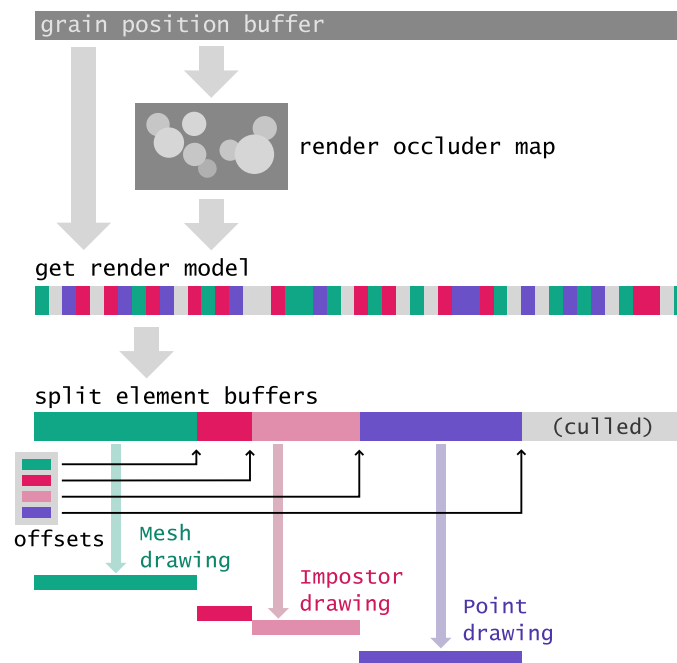 grain position buffer
render occluder map
get render model
split element buffers
(culled)
offsets
Mesh
drawing
Impostor
drawing
Point
drawing